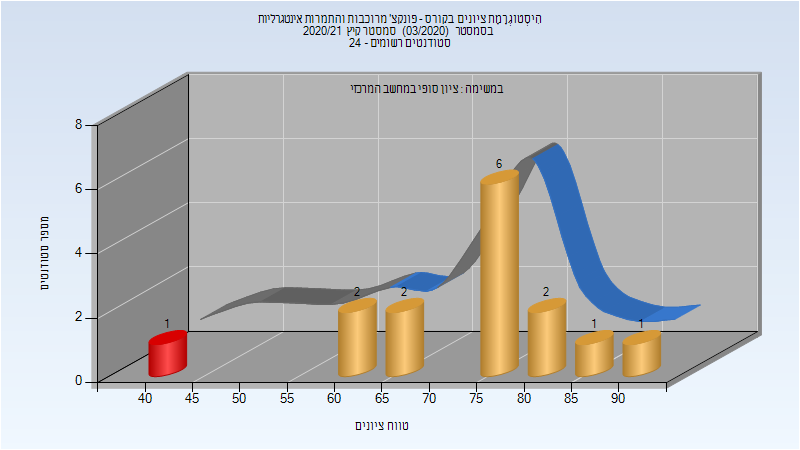 היסטוגרמת ציונים בקורס - פונקצ' מרוכבות והתמרות אינטגרליות
בסמסטר (03/2020) סמסטר קיץ 2020/21
סטודנטים רשומים - 24
במשימה : ציון סופי במחשב המרכזי
מספר סטודנטים
8
6
4
2
0
1
2
2
6
2
1
1
40 45 50 55 60 65 70 75 80 85 90
טווח ציונים